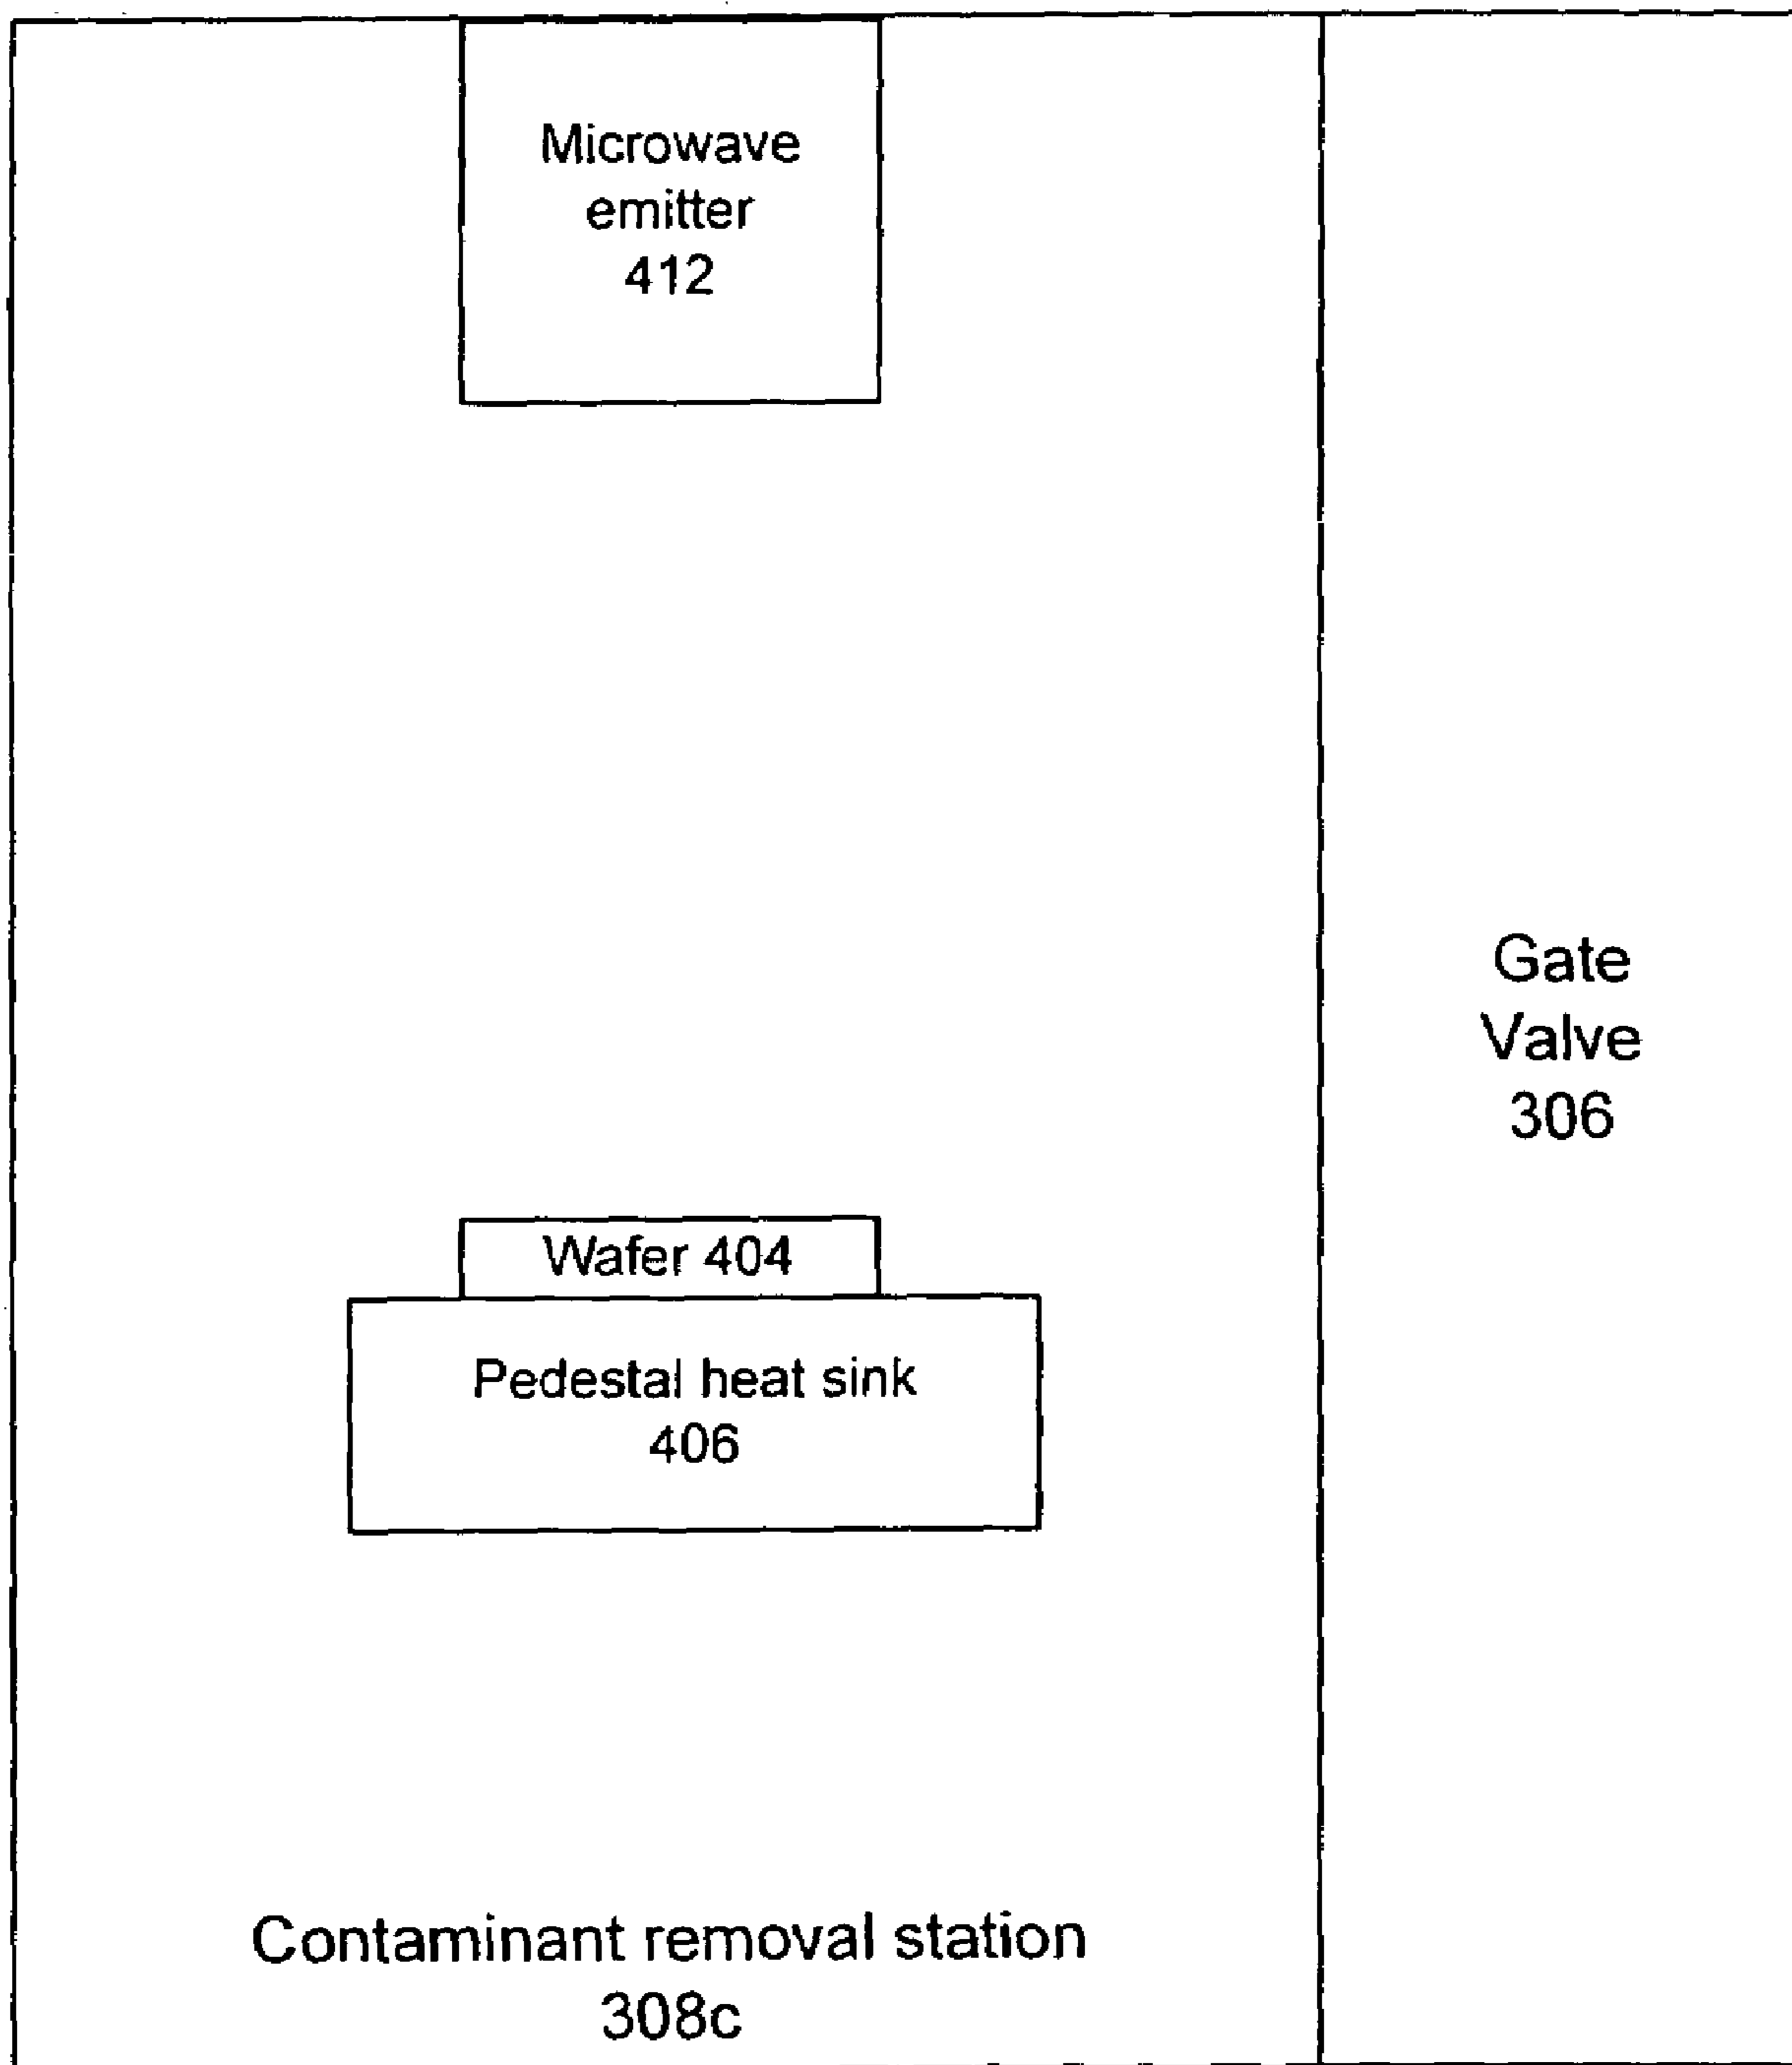 Microwave
emitter
412
Gate
Valve
306
Wafer 404
Pedestal heat sink
406
Contaminant removal station
308c